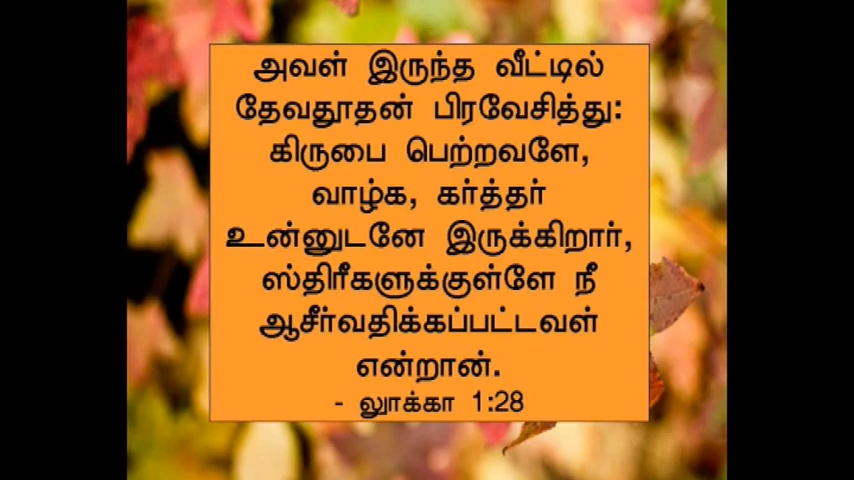 அவள் இருந்த வீட்டில்
தேவதூதன் பிரவேசித்து:
கிருபை பெற்றவளே,
வாழ்க, கர்த்தர்
உன்னுடனே இருக்கிறார்,
ஸ்திரீகளுக்குள்ளே நீ
ஆசீர்வதிக்கப்பட்டவள்
என்றான்.
- லூக்கா 1:28